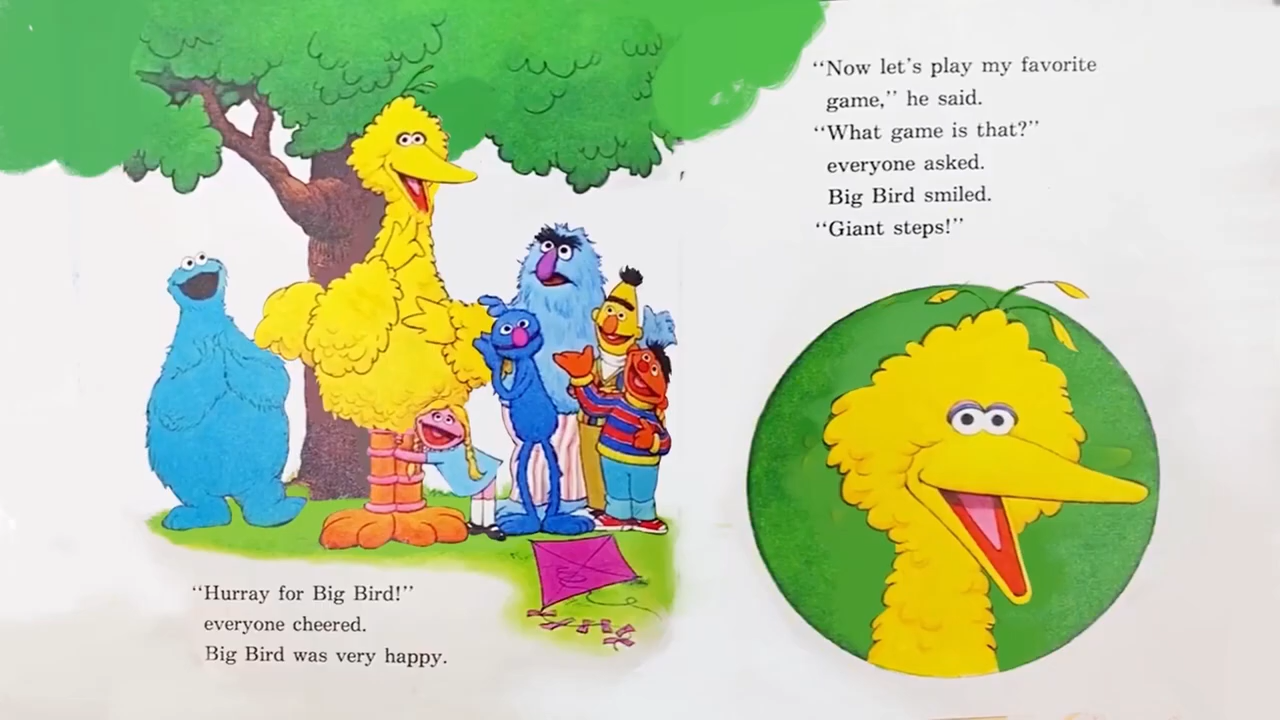 “Hurray for Big Bird!”
everyone cheered.
Big Bird was very happy.
“Now let’s play my favorite
game,” he said.
“What game is that?”
everyone asked.
Big Bird smiled.
“Giant steps!”